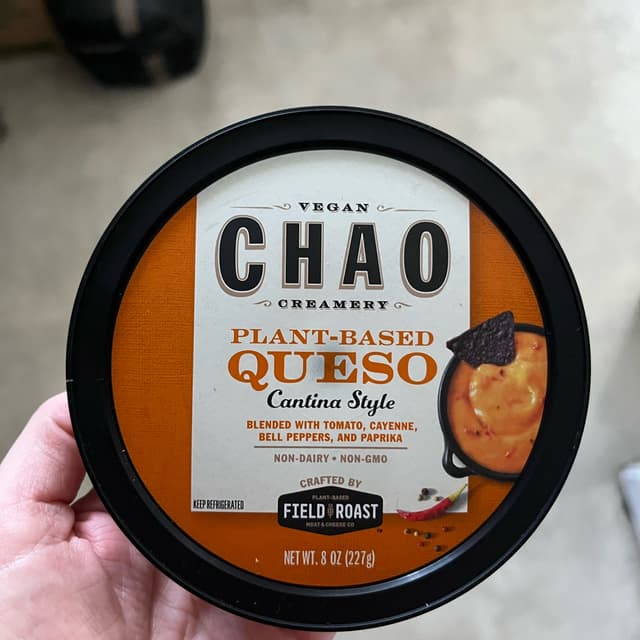 VEGAN
CHAO
CREAMERY
PLANT-BASED
QUESO
Cantina Style
BLENDED WITH TOMATO, CAYENNE,
BELL PEPPERS, AND PAPRIKA
NON-DAIRY • NON-GMO
CRAFTED BY
PLANT-BASED
FIELD ROAST
MEAT & CHEESE CO
KEEP REFRIGERATED
NET WT. 8 OZ (227g)